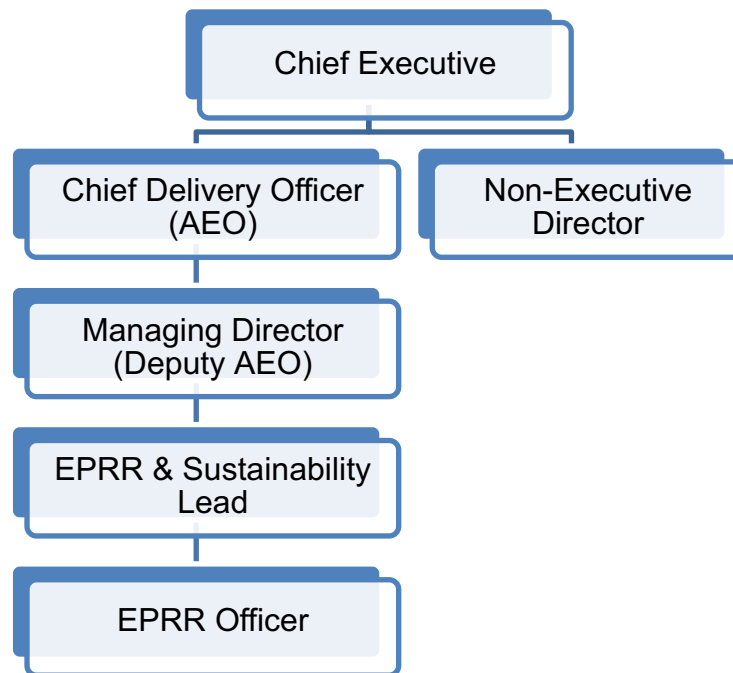 Chief Executive
Chief Delivery Officer
(AEO)
Non-Executive
Director
Managing Director
(Deputy AEO)
EPRR & Sustainability
Lead
EPRR Officer